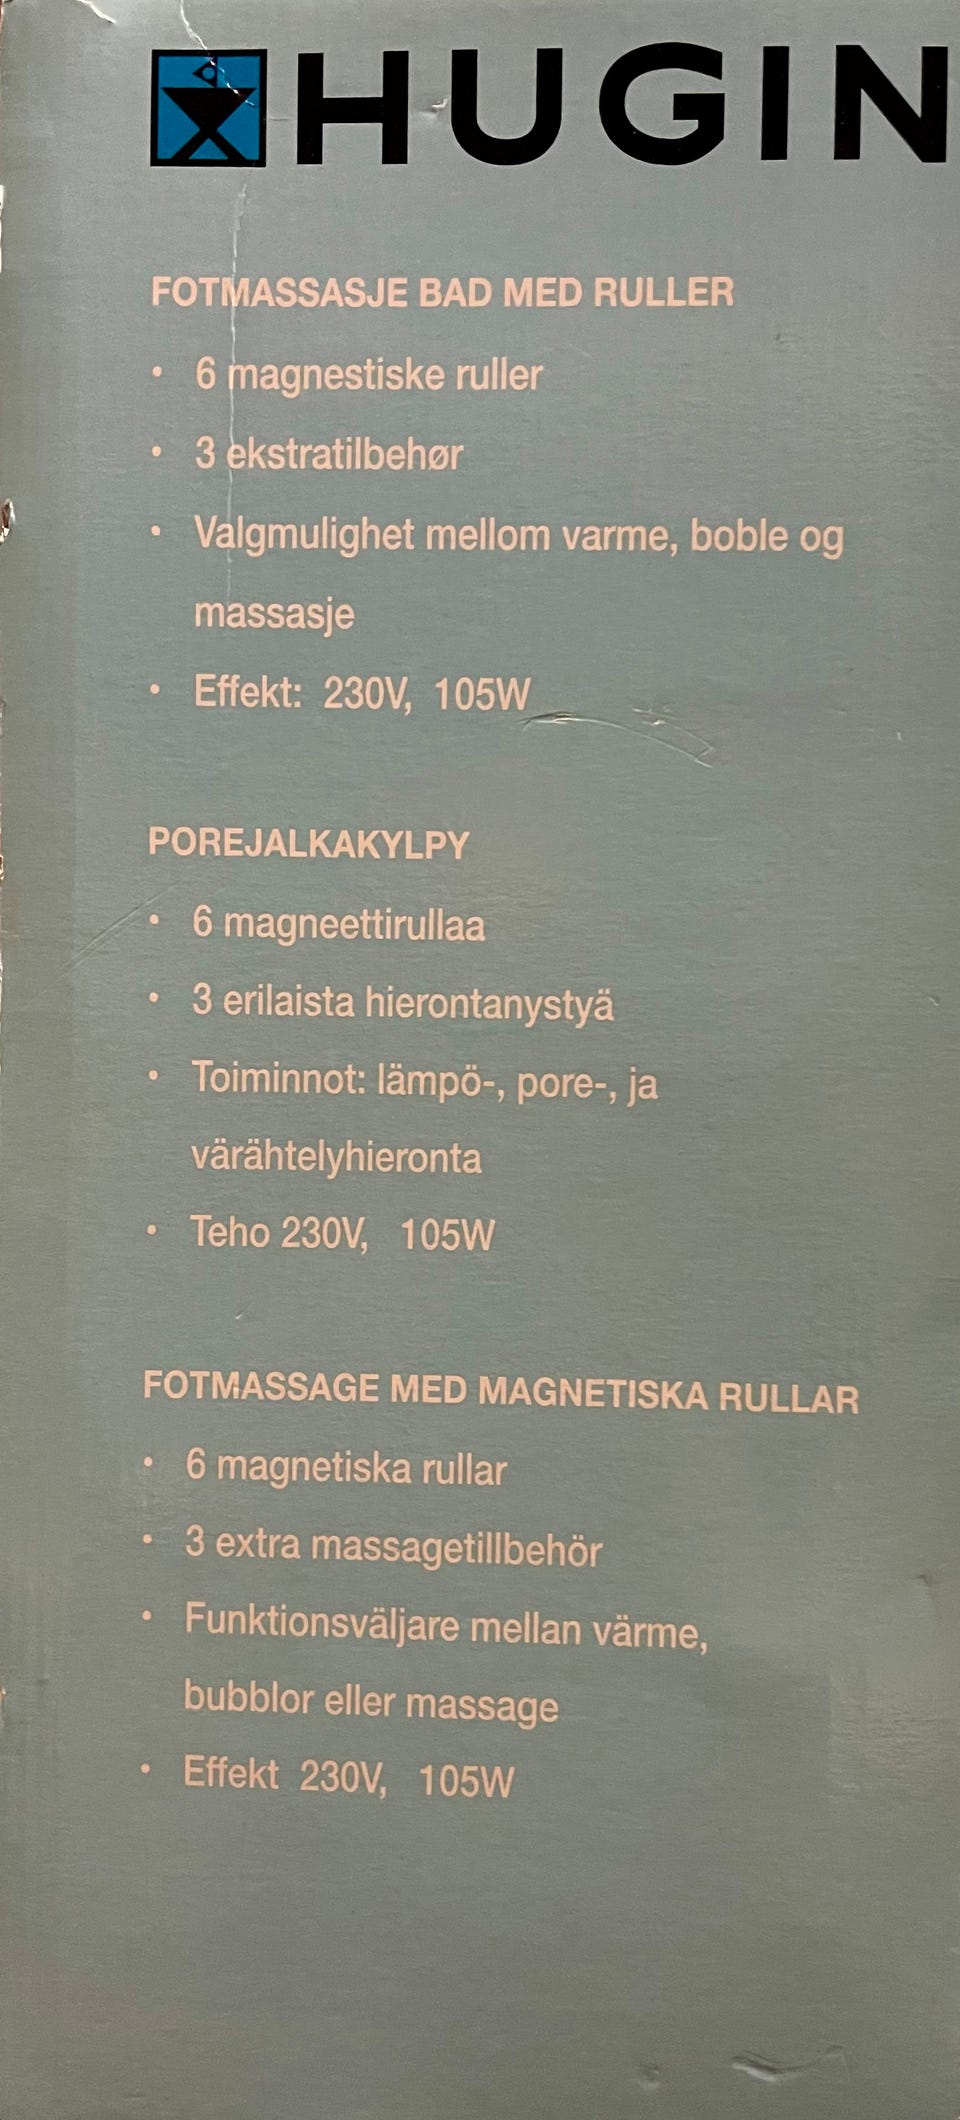 HUGIN
FOTMASSASJE BAD MED RULLER
• 6 magnestiske ruller
• 3 ekstratilbehør
• Valgmulighet mellom varme, boble og
massasje
• Effekt: 230V, 105W
POREJALKAKYLPY
• 6 magneettirullaa
• 3 erilaista hierontanystyä
• Toiminnot: lämpö-, pore-, ja
värähtelyhieronta
• Teho 230V, 105W
FOTMASSAGE MED MAGNETISKA RULLAR
• 6 magnetiska rullar
• 3 extra massagetillbehör
• Funktionsväljare mellan värme,
bubblor eller massage
• Effekt 230V, 105W